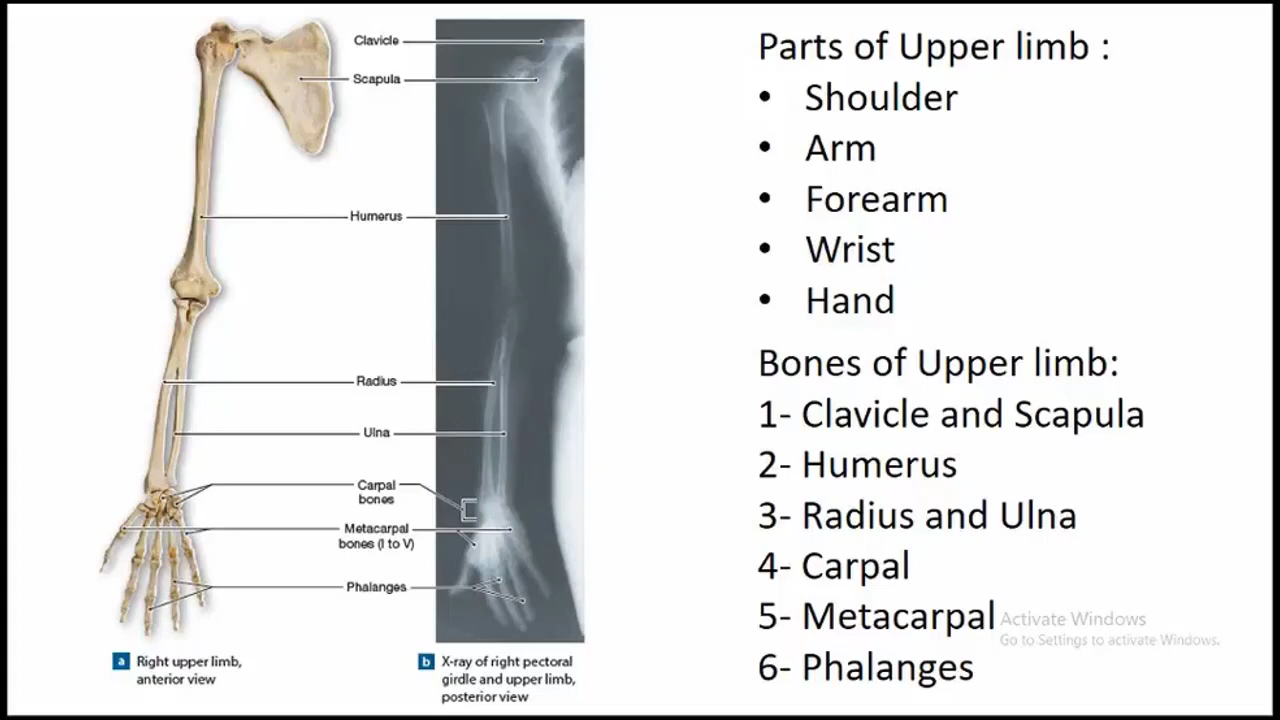 Clavicle
Scapula
Humerus
Radius
Ulna
Carpal
bones
Metacarpal
bones (I to V)
Phalanges
a Right upper limb,
anterior view
b X-ray of right pectoral
girdle and upper limb,
posterior view
Parts of Upper limb :
• Shoulder
• Arm
• Forearm
• Wrist
• Hand
Bones of Upper limb:
1- Clavicle and Scapula
2- Humerus
3- Radius and Ulna
4- Carpal
5- Metacarpal
6- Phalanges
Activate Windows
Go to Settings to activate Windows.